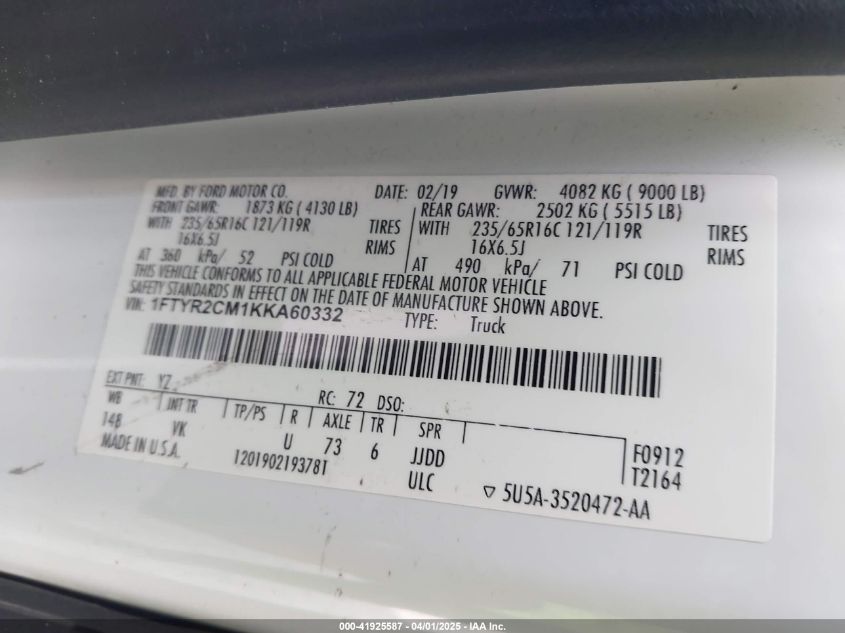 MFD. BY FORD MOTOR CO. DATE: 02/19 GVWR: 4082 KG ( 9000 LB)
FRONT GAWR: 1873 KG ( 4130 LB) REAR GAWR: 2502 KG ( 5515 LB)
WITH 235/65R16C 121/119R TIRES WITH 235/65R16C 121/119R TIRES
16X6.5J RIMS 16X6.5J RIMS
AT 360 kPa/ 52 PSI COLD AT 490 kPa/ 71 PSI COLD
THIS VEHICLE CONFORMS TO ALL APPLICABLE FEDERAL MOTOR VEHICLE
SAFETY STANDARDS IN EFFECT ON THE DATE OF MANUFACTURE SHOWN ABOVE.
VIN: 1FTYR2CM1KKA60332 TYPE: Truck
EXT PNT: YZ RC: 72 DSO:
WB INT TR TP/PS R AXLE TR SPR
148 VK U 73 6 JJDD F0912
MADE IN U.S.A. 120190219378T ULC T2164
5U5A-3520472-AA
000-41925587 - 04/01/2025 - IAA Inc.